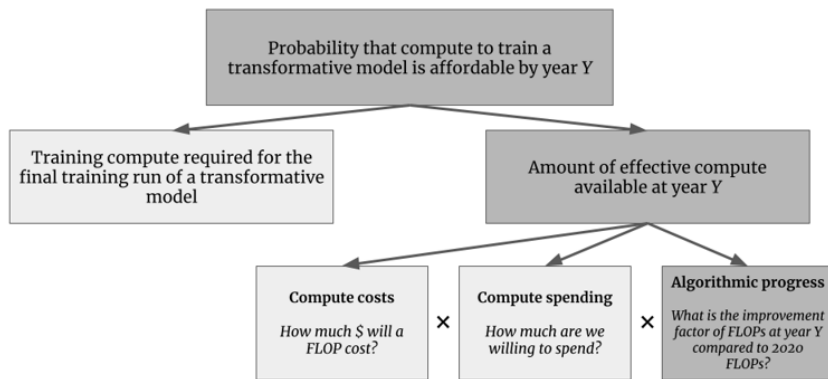 Probability that compute to train a
transformative model is affordable by year Y
Training compute required for the
final training run of a transformative
model
Amount of effective compute
available at year Y
Compute costs
How much $ will a
FLOP cost?
×
Compute spending
How much are we
willing to spend?
×
Algorithmic progress
What is the improvement
factor of FLOPs at year Y
compared to 2020
FLOPs?